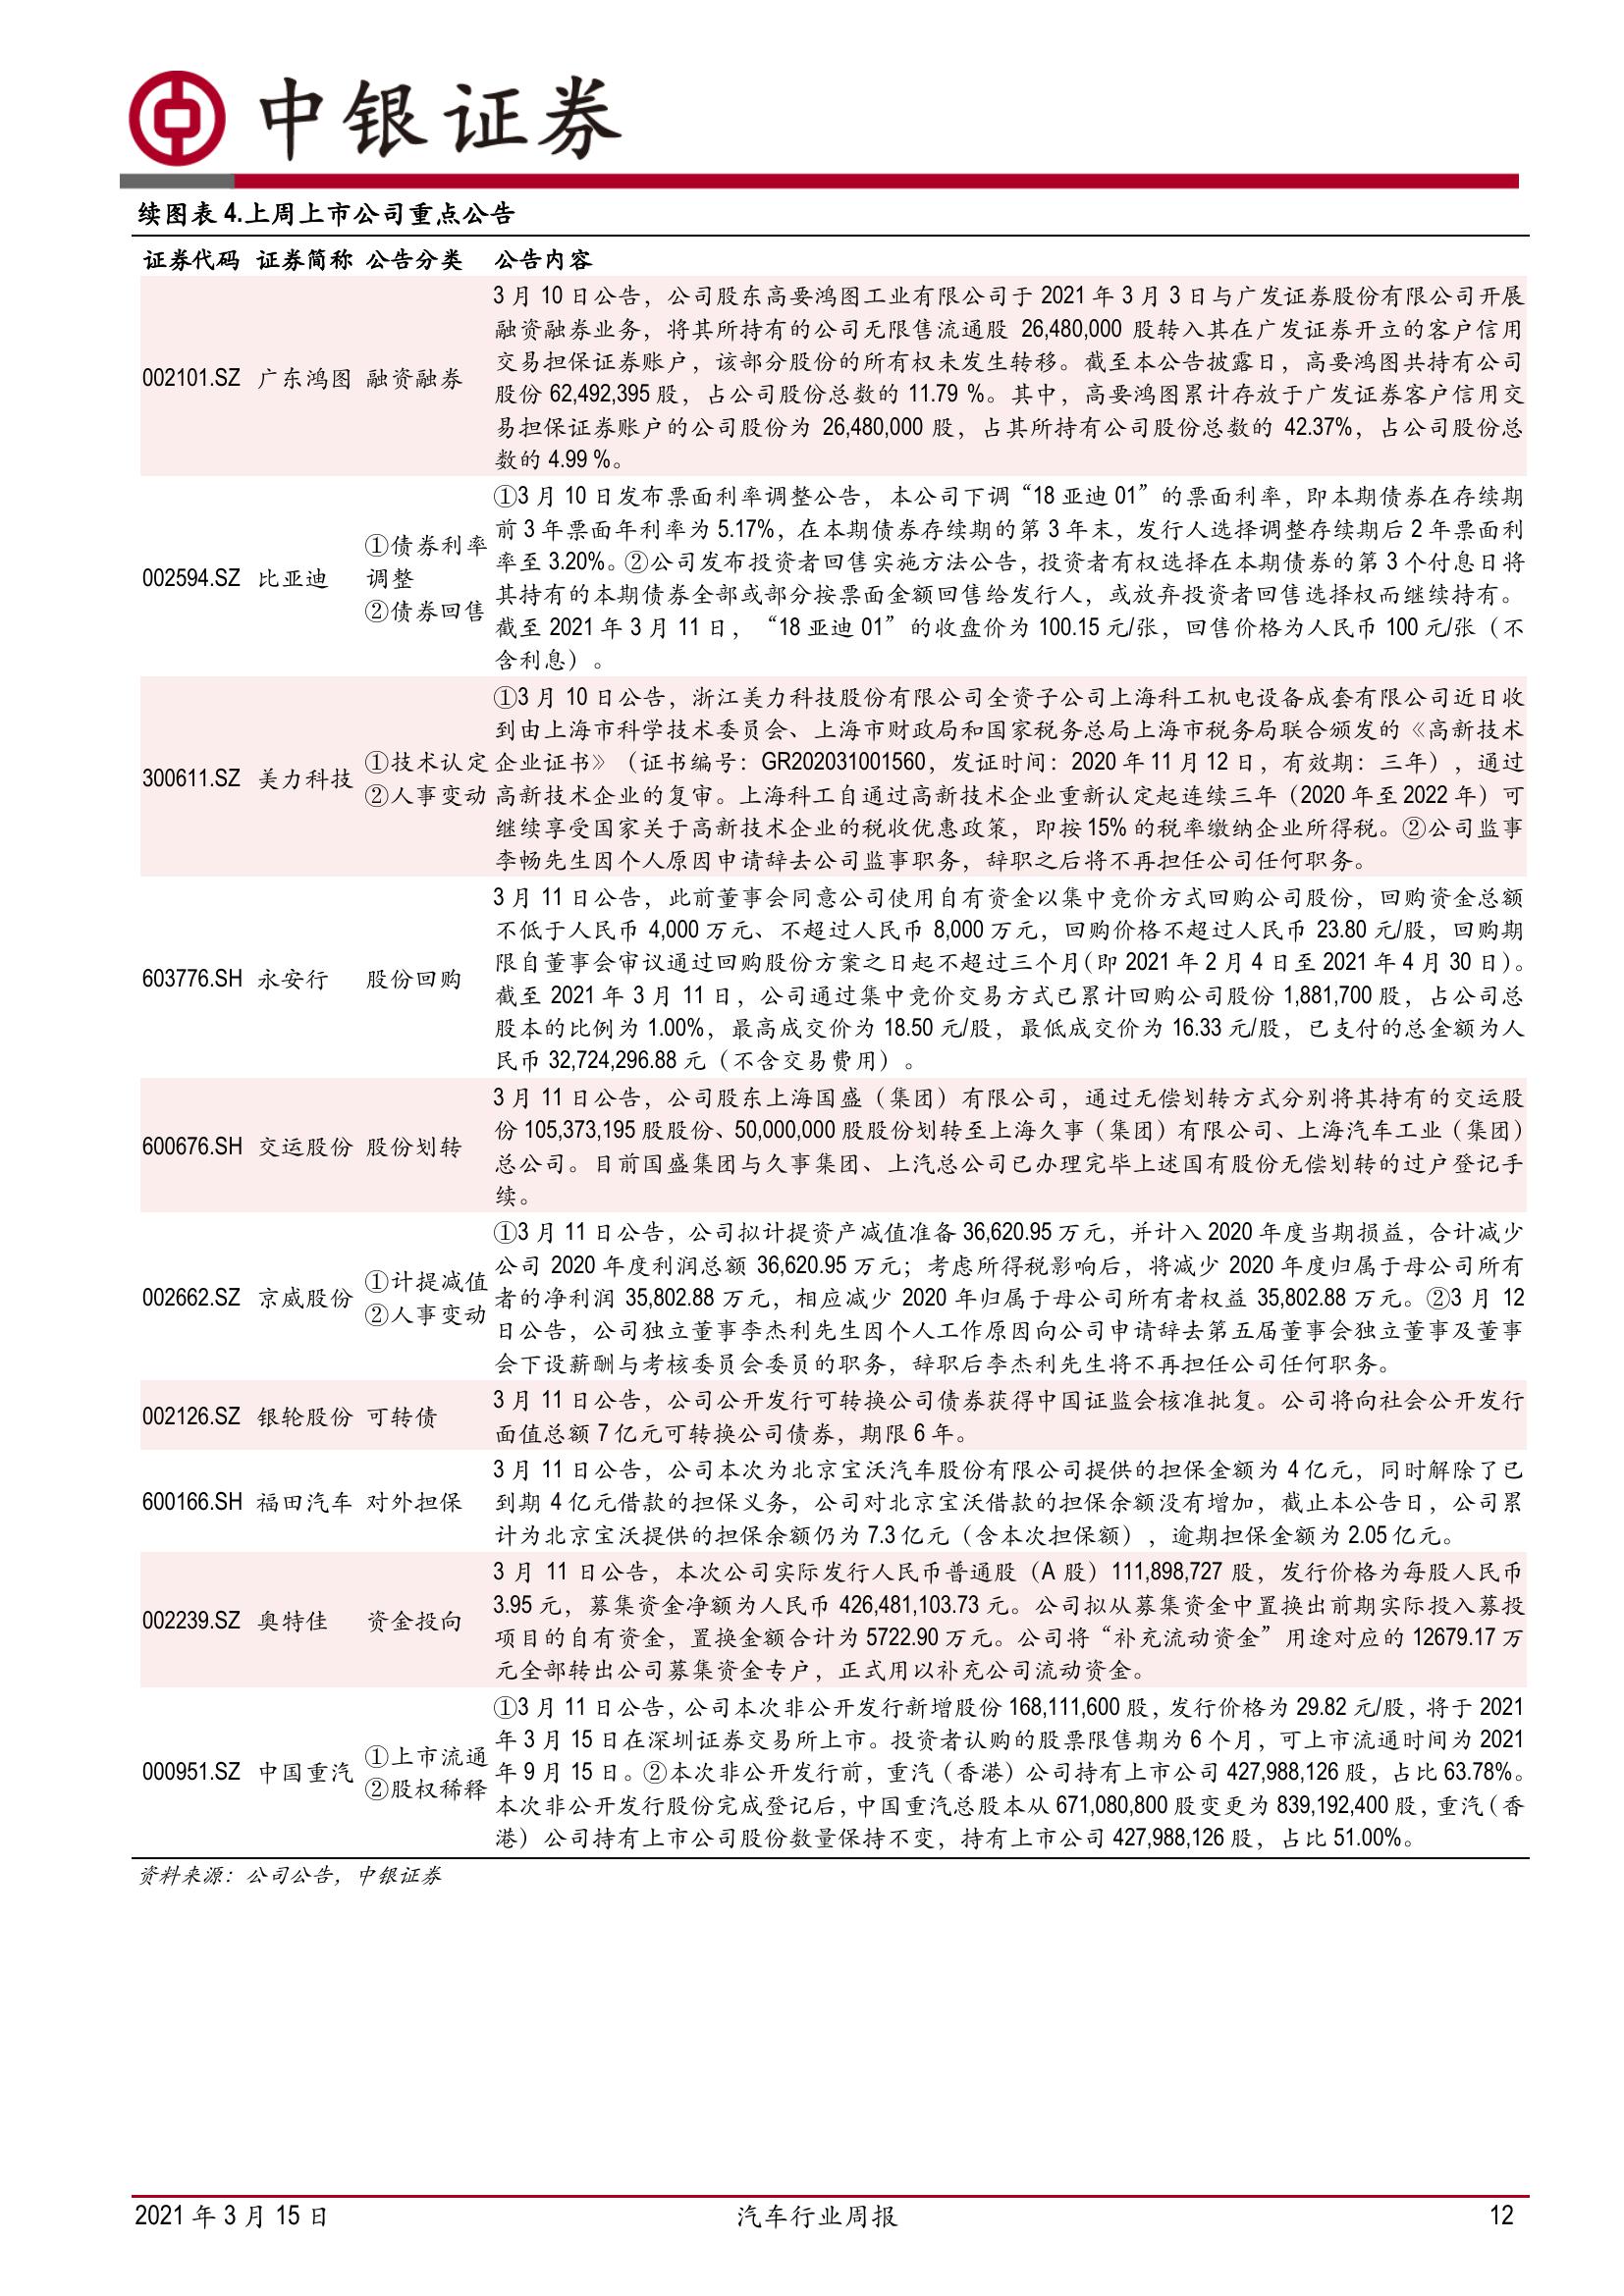 中银证券
续图表 4.上周上市公司重点公告
证券代码 证券简称 公告分类 公告内容
002101.SZ 广东鸿图 融资融券
3 月 10 日公告，公司股东高要鸿图工业有限公司于 2021 年 3 月 3 日与广发证券股份有限公司开展
融资融券业务，将其所持有的公司无限售流通股 26,480,000 股转入其在广发证券开立的客户信用
交易担保证券账户，该部分股份的所有权未发生转移。截至本公告披露日，高要鸿图共持有公司
股份 62,492,395 股，占公司股份总数的 11.79 %。其中，高要鸿图累计存放于广发证券客户信用交
易担保证券账户的公司股份为 26,480,000 股，占其所持有公司股份总数的 42.37%，占公司股份总
数的 4.99 %。
002594.SZ 比亚迪
①债券利率
调整
②债券回售
①3 月 10 日发布票面利率调整公告，本公司下调“18 亚迪 01”的票面利率，即本期债券在存续期
前 3 年票面年利率为 5.17%，在本期债券存续期的第 3 年末，发行人选择调整存续期后 2 年票面利
率至 3.20%。②公司发布投资者回售实施方法公告，投资者有权选择在本期债券的第 3 个付息日将
其持有的本期债券全部或部分按票面金额回售给发行人，或放弃投资者回售选择权而继续持有。
截至 2021 年 3 月 11 日，“18 亚迪 01”的收盘价为 100.15 元/张，回售价格为人民币 100 元/张（不
含利息）。
300611.SZ 美力科技
①技术认定
②人事变动
①3 月 10 日公告，浙江美力科技股份有限公司全资子公司上海科工机电设备成套有限公司近日收
到由上海市科学技术委员会、上海市财政局和国家税务总局上海市税务局联合颁发的《高新技术
企业证书》（证书编号：GR202031001560，发证时间：2020 年 11 月 12 日，有效期：三年），通过
高新技术企业的复审。上海科工自通过高新技术企业重新认定起连续三年（2020 年至 2022 年）可
继续享受国家关于高新技术企业的税收优惠政策，即按 15% 的税率缴纳企业所得税。②公司监事
李畅先生因个人原因申请辞去公司监事职务，辞职之后将不再担任公司任何职务。
603776.SH 永安行 股份回购
3 月 11 日公告，此前董事会同意公司使用自有资金以集中竞价方式回购公司股份，回购资金总额
不低于人民币 4,000 万元、不超过人民币 8,000 万元，回购价格不超过人民币 23.80 元/股，回购期
限自董事会审议通过回购股份方案之日起不超过三个月（即 2021 年 2 月 4 日至 2021 年 4 月 30 日）。
截至 2021 年 3 月 11 日，公司通过集中竞价交易方式已累计回购公司股份 1,881,700 股，占公司总
股本的比例为 1.00%，最高成交价为 18.50 元/股，最低成交价为 16.33 元/股，已支付的总金额为人
民币 32,724,296.88 元（不含交易费用）。
600676.SH 交运股份 股份划转
3 月 11 日公告，公司股东上海国盛（集团）有限公司，通过无偿划转方式分别将其持有的交运股
份 105,373,195 股股份、50,000,000 股股份划转至上海久事（集团）有限公司、上海汽车工业（集团）
总公司。目前国盛集团与久事集团、上汽总公司已办理完毕上述国有股份无偿划转的过户登记手
续。
002662.SZ 京威股份
①计提减值
②人事变动
①3 月 11 日公告，公司拟计提资产减值准备 36,620.95 万元，并计入 2020 年度当期损益，合计减少
公司 2020 年度利润总额 36,620.95 万元；考虑所得税影响后，将减少 2020 年度归属于母公司所有
者的净利润 35,802.88 万元，相应减少 2020 年归属于母公司所有者权益 35,802.88 万元。②3 月 12
日公告，公司独立董事李杰利先生因个人工作原因向公司申请辞去第五届董事会独立董事及董事
会下设薪酬与考核委员会委员的职务，辞职后李杰利先生将不再担任公司任何职务。
002126.SZ 银轮股份 可转债
3 月 11 日公告，公司公开发行可转换公司债券获得中国证监会核准批复。公司将向社会公开发行
面值总额 7 亿元可转换公司债券，期限 6 年。
600166.SH 福田汽车 对外担保
3 月 11 日公告，公司本次为北京宝沃汽车股份有限公司提供的担保金额为 4 亿元，同时解除了已
到期 4 亿元借款的担保义务，公司对北京宝沃借款的担保余额没有增加，截止本公告日，公司累
计为北京宝沃提供的担保余额仍为 7.3 亿元（含本次担保额），逾期担保金额为 2.05 亿元。
002239.SZ 奥特佳 资金投向
3 月 11 日公告，本次公司实际发行人民币普通股（A 股）111,898,727 股，发行价格为每股人民币
3.95 元，募集资金净额为人民币 426,481,103.73 元。公司拟从募集资金中置换出前期实际投入募投
项目的自有资金，置换金额合计为 5722.90 万元。公司将“补充流动资金”用途对应的 12679.17 万
元全部转出公司募集资金专户，正式用以补充公司流动资金。
000951.SZ 中国重汽
①上市流通
②股权稀释
①3 月 11 日公告，公司本次非公开发行新增股份 168,111,600 股，发行价格为 29.82 元/股，将于 2021
年 3 月 15 日在深圳证券交易所上市。投资者认购的股票限售期为 6 个月，可上市流通时间为 2021
年 9 月 15 日。②本次非公开发行前，重汽（香港）公司持有上市公司 427,988,126 股，占比 63.78%。
本次非公开发行股份完成登记后，中国重汽总股本从 671,080,800 股变更为 839,192,400 股，重汽（香
港）公司持有上市公司股份数量保持不变，持有上市公司 427,988,126 股，占比 51.00%。
资料来源：公司公告，中银证券
2021 年 3 月 15 日 汽车行业周报 12